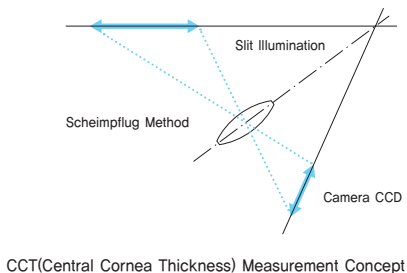 Slit Illumination
Scheimpflug Method
Camera CCD
CCT(Central Cornea Thickness) Measurement Concept